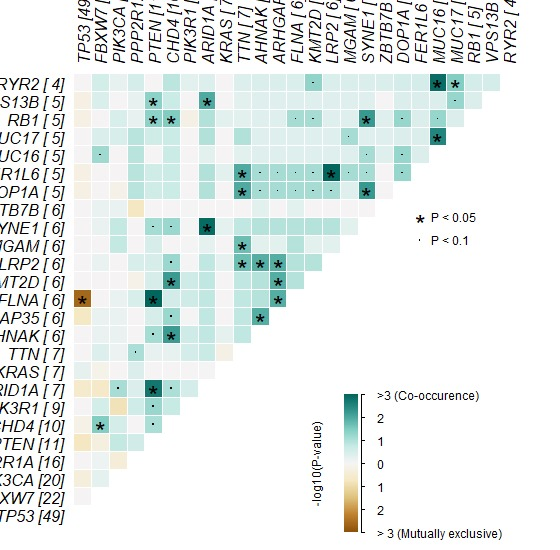 TP53 [49
FBXW7 [
PIK3CA [
PPP2R1
PTEN [1
CHD4 [1
PIK3R1 [
ARID1A [
KRAS [7
TTN [7]
AHNAK [
ARHGAP
FLNA [6
KMT2D [
LRP2 [6]
MGAM [6
SYNE1 [
ZBTB7B
DOP1A [
FER1L6
MUC16 [
MUC17 [
RB1 [5]
VPS13B
RYR2 [4
RYR2 [ 4]
PS13B [ 5]
RB1 [ 5]
UC17 [ 5]
UC16 [ 5]
R1L6 [ 5]
OP1A [ 5]
TB7B [ 6]
YNE1 [ 6]
GAM [ 6]
LRP2 [ 6]
MT2D [ 6]
FLNA [ 6]
AP35 [ 6]
HNAK [ 6]
TTN [ 7]
KRAS [ 7]
RID1A [ 7]
K3R1 [ 9]
CHD4 [10]
PTEN [11]
2R1A [16]
K3CA [20]
XW7 [22]
TP53 [49]
* P < 0.05
· P < 0.1
-log10(P-value)
>3 (Co-occurence)
2
1
0
1
2
> 3 (Mutually exclusive)